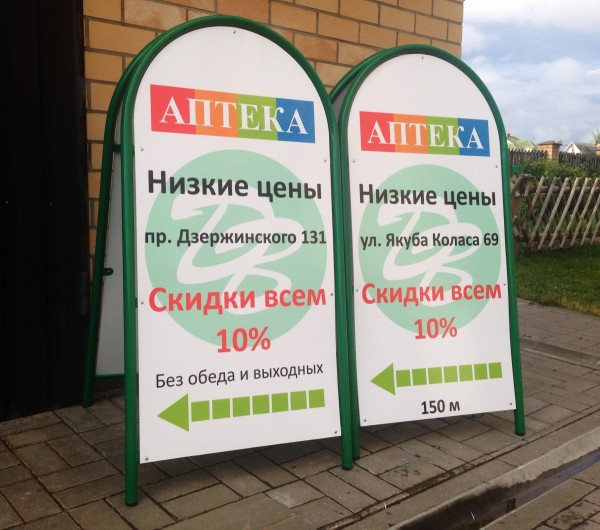 АПТЕКА
Низкие цены
пр. Дзержинского 131
Скидки всем
10%
Без обеда и выходных
АПТЕКА
Низкие цены
ул. Якуба Коласа 69
Скидки всем
10%
150 м